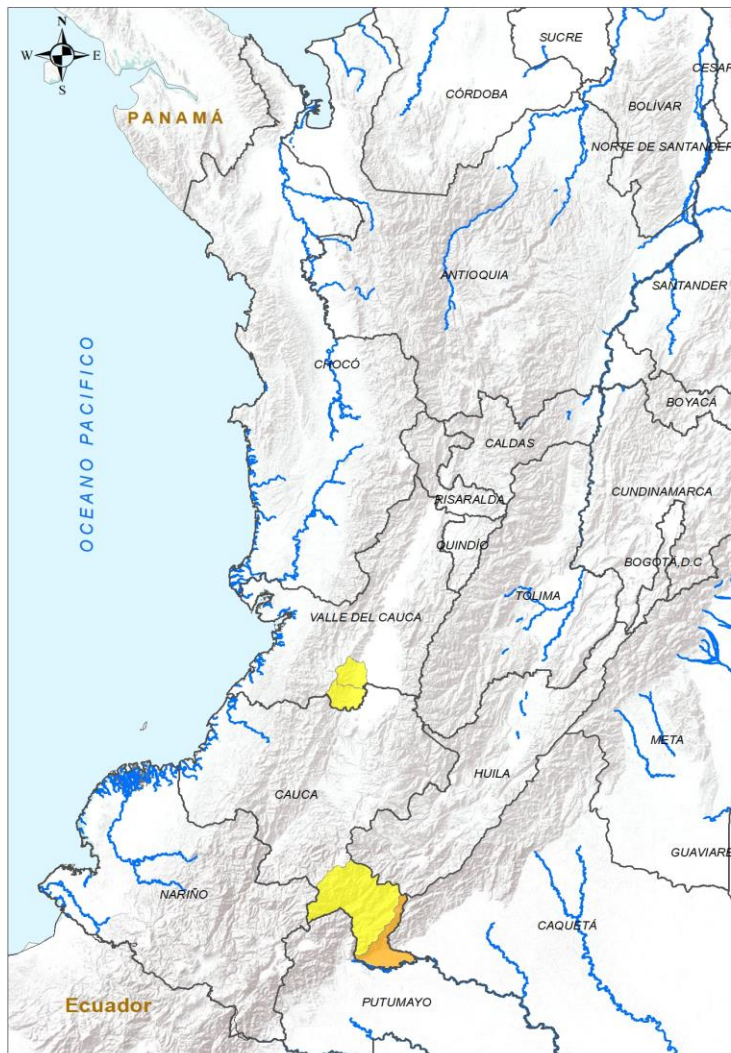 N
W E
S
SUCRE
CESAR
CÓRDOBA
BOLÍVAR
PANAMÁ
NORTE DE SANTANDER
ANTIOQUIA
SANTANDER
OCEANO PACIFICO
CHOCÓ
BOYACÁ
CALDAS
CUNDINAMARCA
RISARALDA
QUINDÍO
BOGOTÁ,D.C
TOLIMA
VALLE DEL CAUCA
META
HUILA
CAUCA
GUAVIARE
NARIÑO
CAQUETÁ
Ecuador
PUTUMAYO